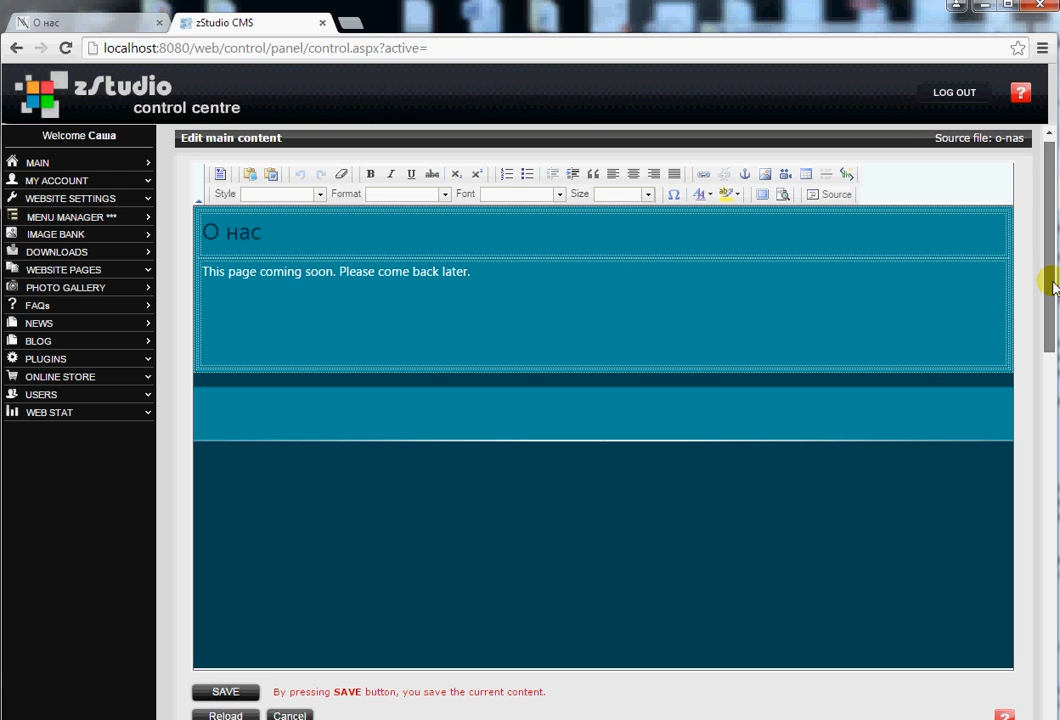 О нас
zStudio CMS
localhost:8080/web/control/panel/control.aspx?active=
zStudio
control centre
LOG OUT
?
Welcome Саша
Edit main content
Source file: o-nas
MAIN
MY ACCOUNT
WEBSITE SETTINGS
MENU MANAGER ***
IMAGE BANK
DOWNLOADS
WEBSITE PAGES
PHOTO GALLERY
FAQs
NEWS
BLOG
PLUGINS
ONLINE STORE
USERS
WEB STAT
Style Format Font Size Source
О нас
This page coming soon. Please come back later.
SAVE By pressing SAVE button, you save the current content.
Reload Cancel
?